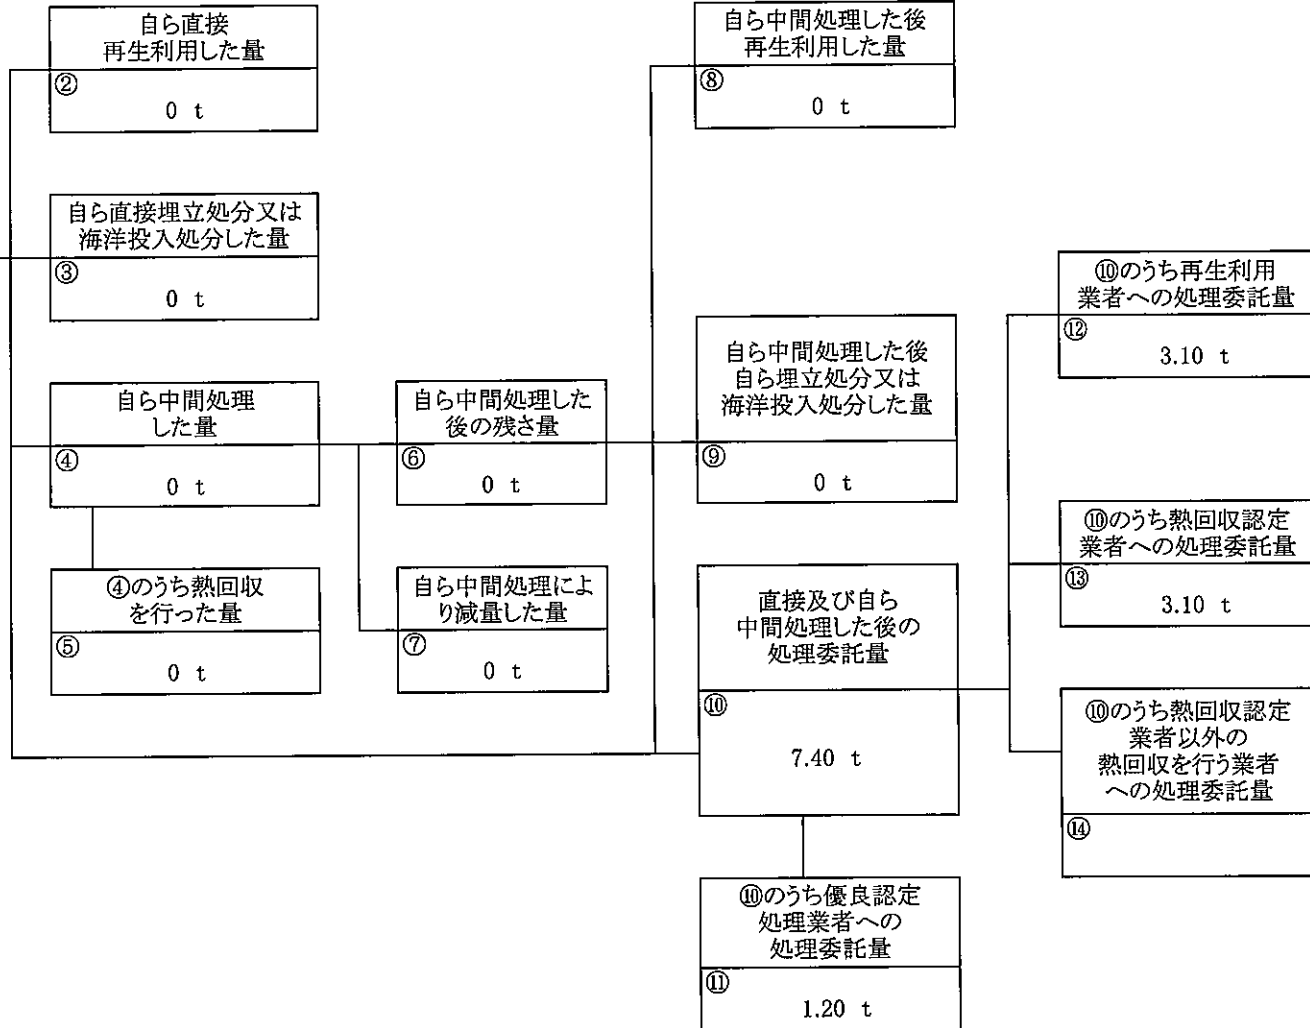 自ら直接
再生利用した量
②
0 t
自ら中間処理した後
再生利用した量
⑧
0 t
自ら直接埋立処分又は
海洋投入処分した量
③
0 t
⑩のうち再生利用
業者への処理委託量
⑫
3.10 t
自ら中間処理
した量
④
0 t
自ら中間処理した
後の残さ量
⑥
0 t
自ら中間処理した後
自ら埋立処分又は
海洋投入処分した量
⑨
0 t
⑩のうち熱回収認定
業者への処理委託量
⑬
3.10 t
④のうち熱回収
を行った量
⑤
0 t
自ら中間処理によ
り減量した量
⑦
0 t
直接及び自ら
中間処理した後の
処理委託量
⑩
7.40 t
⑩のうち熱回収認定
業者以外の
熱回収を行う業者
への処理委託量
⑭
⑩のうち優良認定
処理業者への
処理委託量
⑪
1.20 t